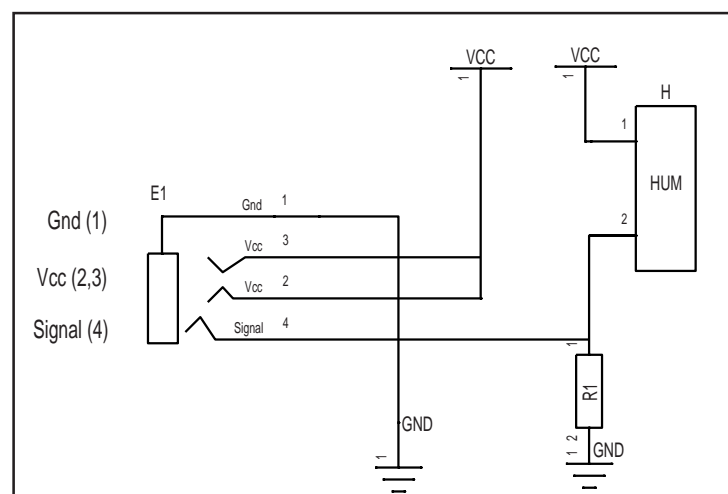 VCC
1
VCC
1
H
1
HUM
2
E1
Gnd (1)
Gnd 1
Vcc 3
Vcc (2,3)
Vcc 2
Signal (4)
Signal 4
1
R1
2
GND
1
GND
1